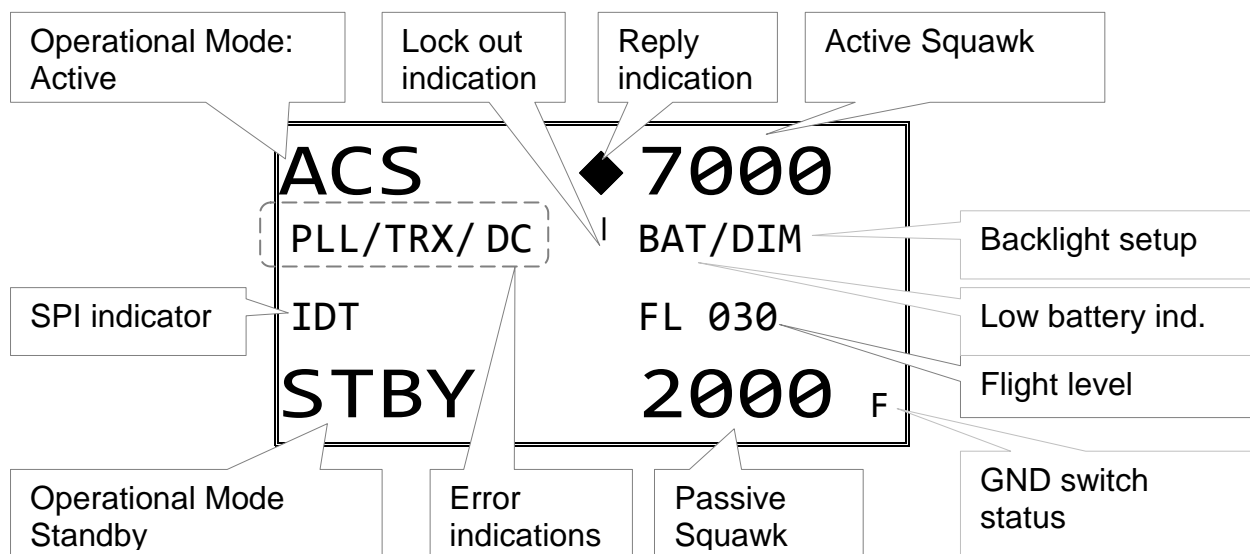 Operational Mode:
Active
Lock out
indication
Reply
indication
Active Squawk
ACS ◆ 7000
PLL/TRX/ DC ˈ BAT/DIM
Backlight setup
SPI indicator
IDT FL 030
Low battery ind.
Flight level
STBY 2000 F
Operational Mode
Standby
Error
indications
Passive
Squawk
GND switch
status